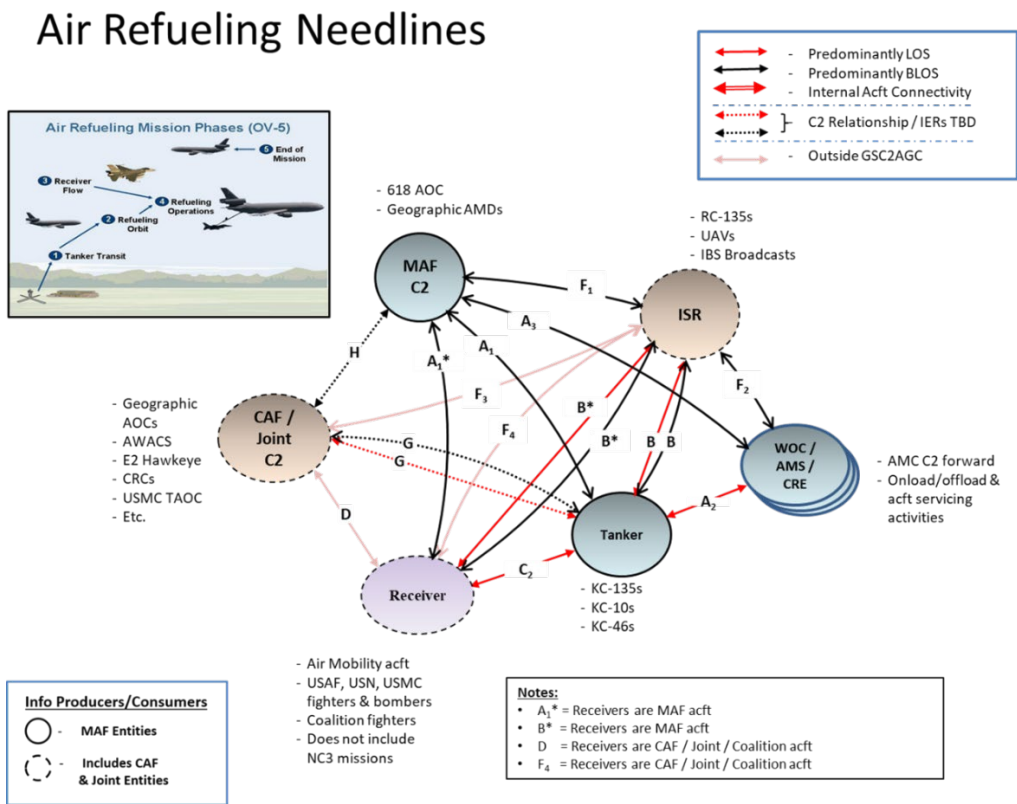 Air Refueling Needlines
- Predominantly LOS
- Predominantly BLOS
- Internal Acft Connectivity
- C2 Relationship / IERs TBD
- Outside GSC2AGC
Air Refueling Mission Phases (OV-5)
5 End of
Mission
3 Receiver
Flow
4 Refueling
Operations
2 Refueling
Orbit
1 Tanker Transit
- 618 AOC
- Geographic AMDs
MAF
C2
- RC-135s
- UAVs
- IBS Broadcasts
ISR
F₁
A₃
H
A₁*
A₁
F₂
F₃
F₄
B*
B*
B
B
G
G
- Geographic
AOCs
- AWACS
- E2 Hawkeye
- CRCs
- USMC TAOC
- Etc.
CAF /
Joint
C2
WOC /
AMS /
CRE
- AMC C2 forward
- Onload/offload &
acft servicing
activities
A₂
D
Tanker
C₂
Receiver
- KC-135s
- KC-10s
- KC-46s
- Air Mobility acft
- USAF, USN, USMC
fighters & bombers
- Coalition fighters
- Does not include
NC3 missions
Info Producers/Consumers
- MAF Entities
- Includes CAF
& Joint Entities
Notes:
• A₁* = Receivers are MAF acft
• B* = Receivers are MAF acft
• D = Receivers are CAF / Joint / Coalition acft
• F₄ = Receivers are CAF / Joint / Coalition acft